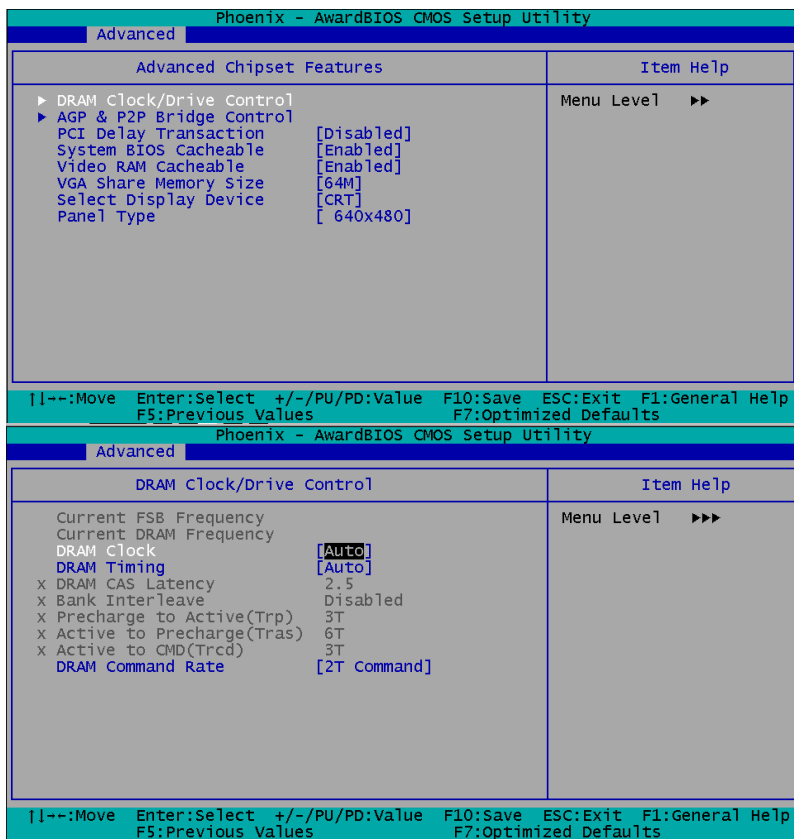 Phoenix - AwardBIOS CMOS Setup Utility
Advanced
Advanced Chipset Features
Item Help
▶ DRAM Clock/Drive Control
Menu Level ▶▶
▶ AGP & P2P Bridge Control
PCI Delay Transaction [Disabled]
System BIOS Cacheable [Enabled]
Video RAM Cacheable [Enabled]
VGA Share Memory Size [64M]
Select Display Device [CRT]
Panel Type [ 640x480]
↑↓→←:Move Enter:Select +/-/PU/PD:Value F10:Save ESC:Exit F1:General Help
F5:Previous Values F7:Optimized Defaults
Phoenix - AwardBIOS CMOS Setup Utility
Advanced
DRAM Clock/Drive Control
Item Help
Current FSB Frequency
Menu Level ▶▶▶
Current DRAM Frequency
DRAM Clock [Auto]
DRAM Timing [Auto]
x DRAM CAS Latency 2.5
x Bank Interleave Disabled
x Precharge to Active(Trp) 3T
x Active to Precharge(Tras) 6T
x Active to CMD(Trcd) 3T
DRAM Command Rate [2T Command]
↑↓→←:Move Enter:Select +/-/PU/PD:Value F10:Save ESC:Exit F1:General Help
F5:Previous Values F7:Optimized Defaults